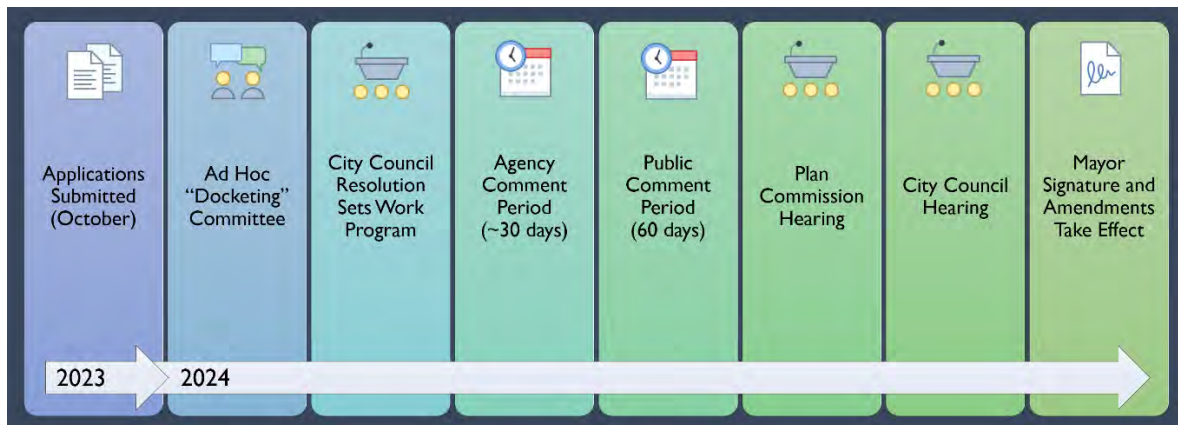 Applications
Submitted
(October)
Ad Hoc
“Docketing”
Committee
City Council
Resolution
Sets Work
Program
Agency
Comment
Period
(~30 days)
Public
Comment
Period
(60 days)
Plan
Commission
Hearing
City Council
Hearing
Mayor
Signature and
Amendments
Take Effect
2023
2024